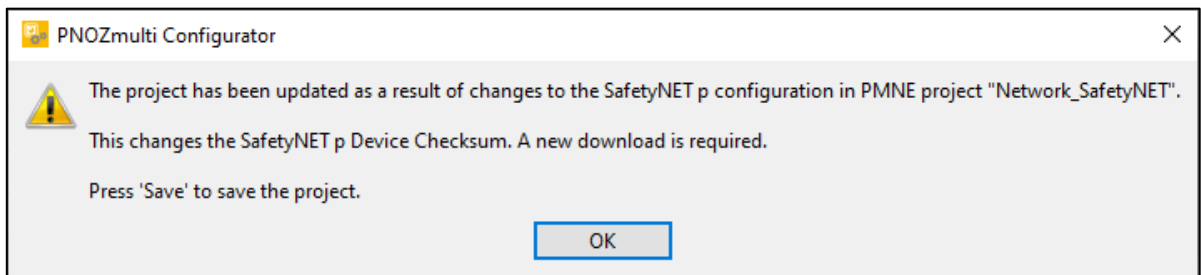 PNOZmulti Configurator
The project has been updated as a result of changes to the SafetyNET p configuration in PMNE project "Network_SafetyNET".
This changes the SafetyNET p Device Checksum. A new download is required.
Press 'Save' to save the project.
OK